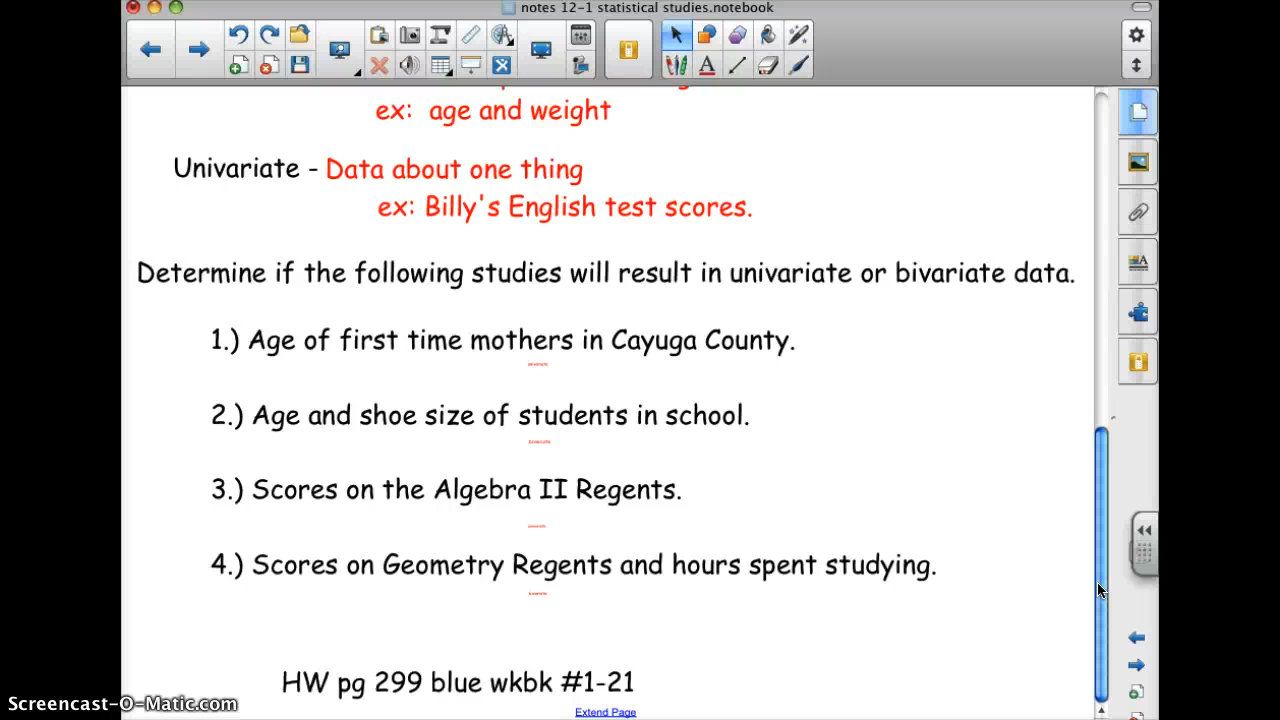 notes 12-1 statistical studies.notebook
ex: age and weight
Univariate - Data about one thing
ex: Billy's English test scores.
Determine if the following studies will result in univariate or bivariate data.
1.) Age of first time mothers in Cayuga County.
2.) Age and shoe size of students in school.
3.) Scores on the Algebra II Regents.
4.) Scores on Geometry Regents and hours spent studying.
HW pg 299 blue wkbk #1-21
Extend Page
Screencast-O-Matic.com